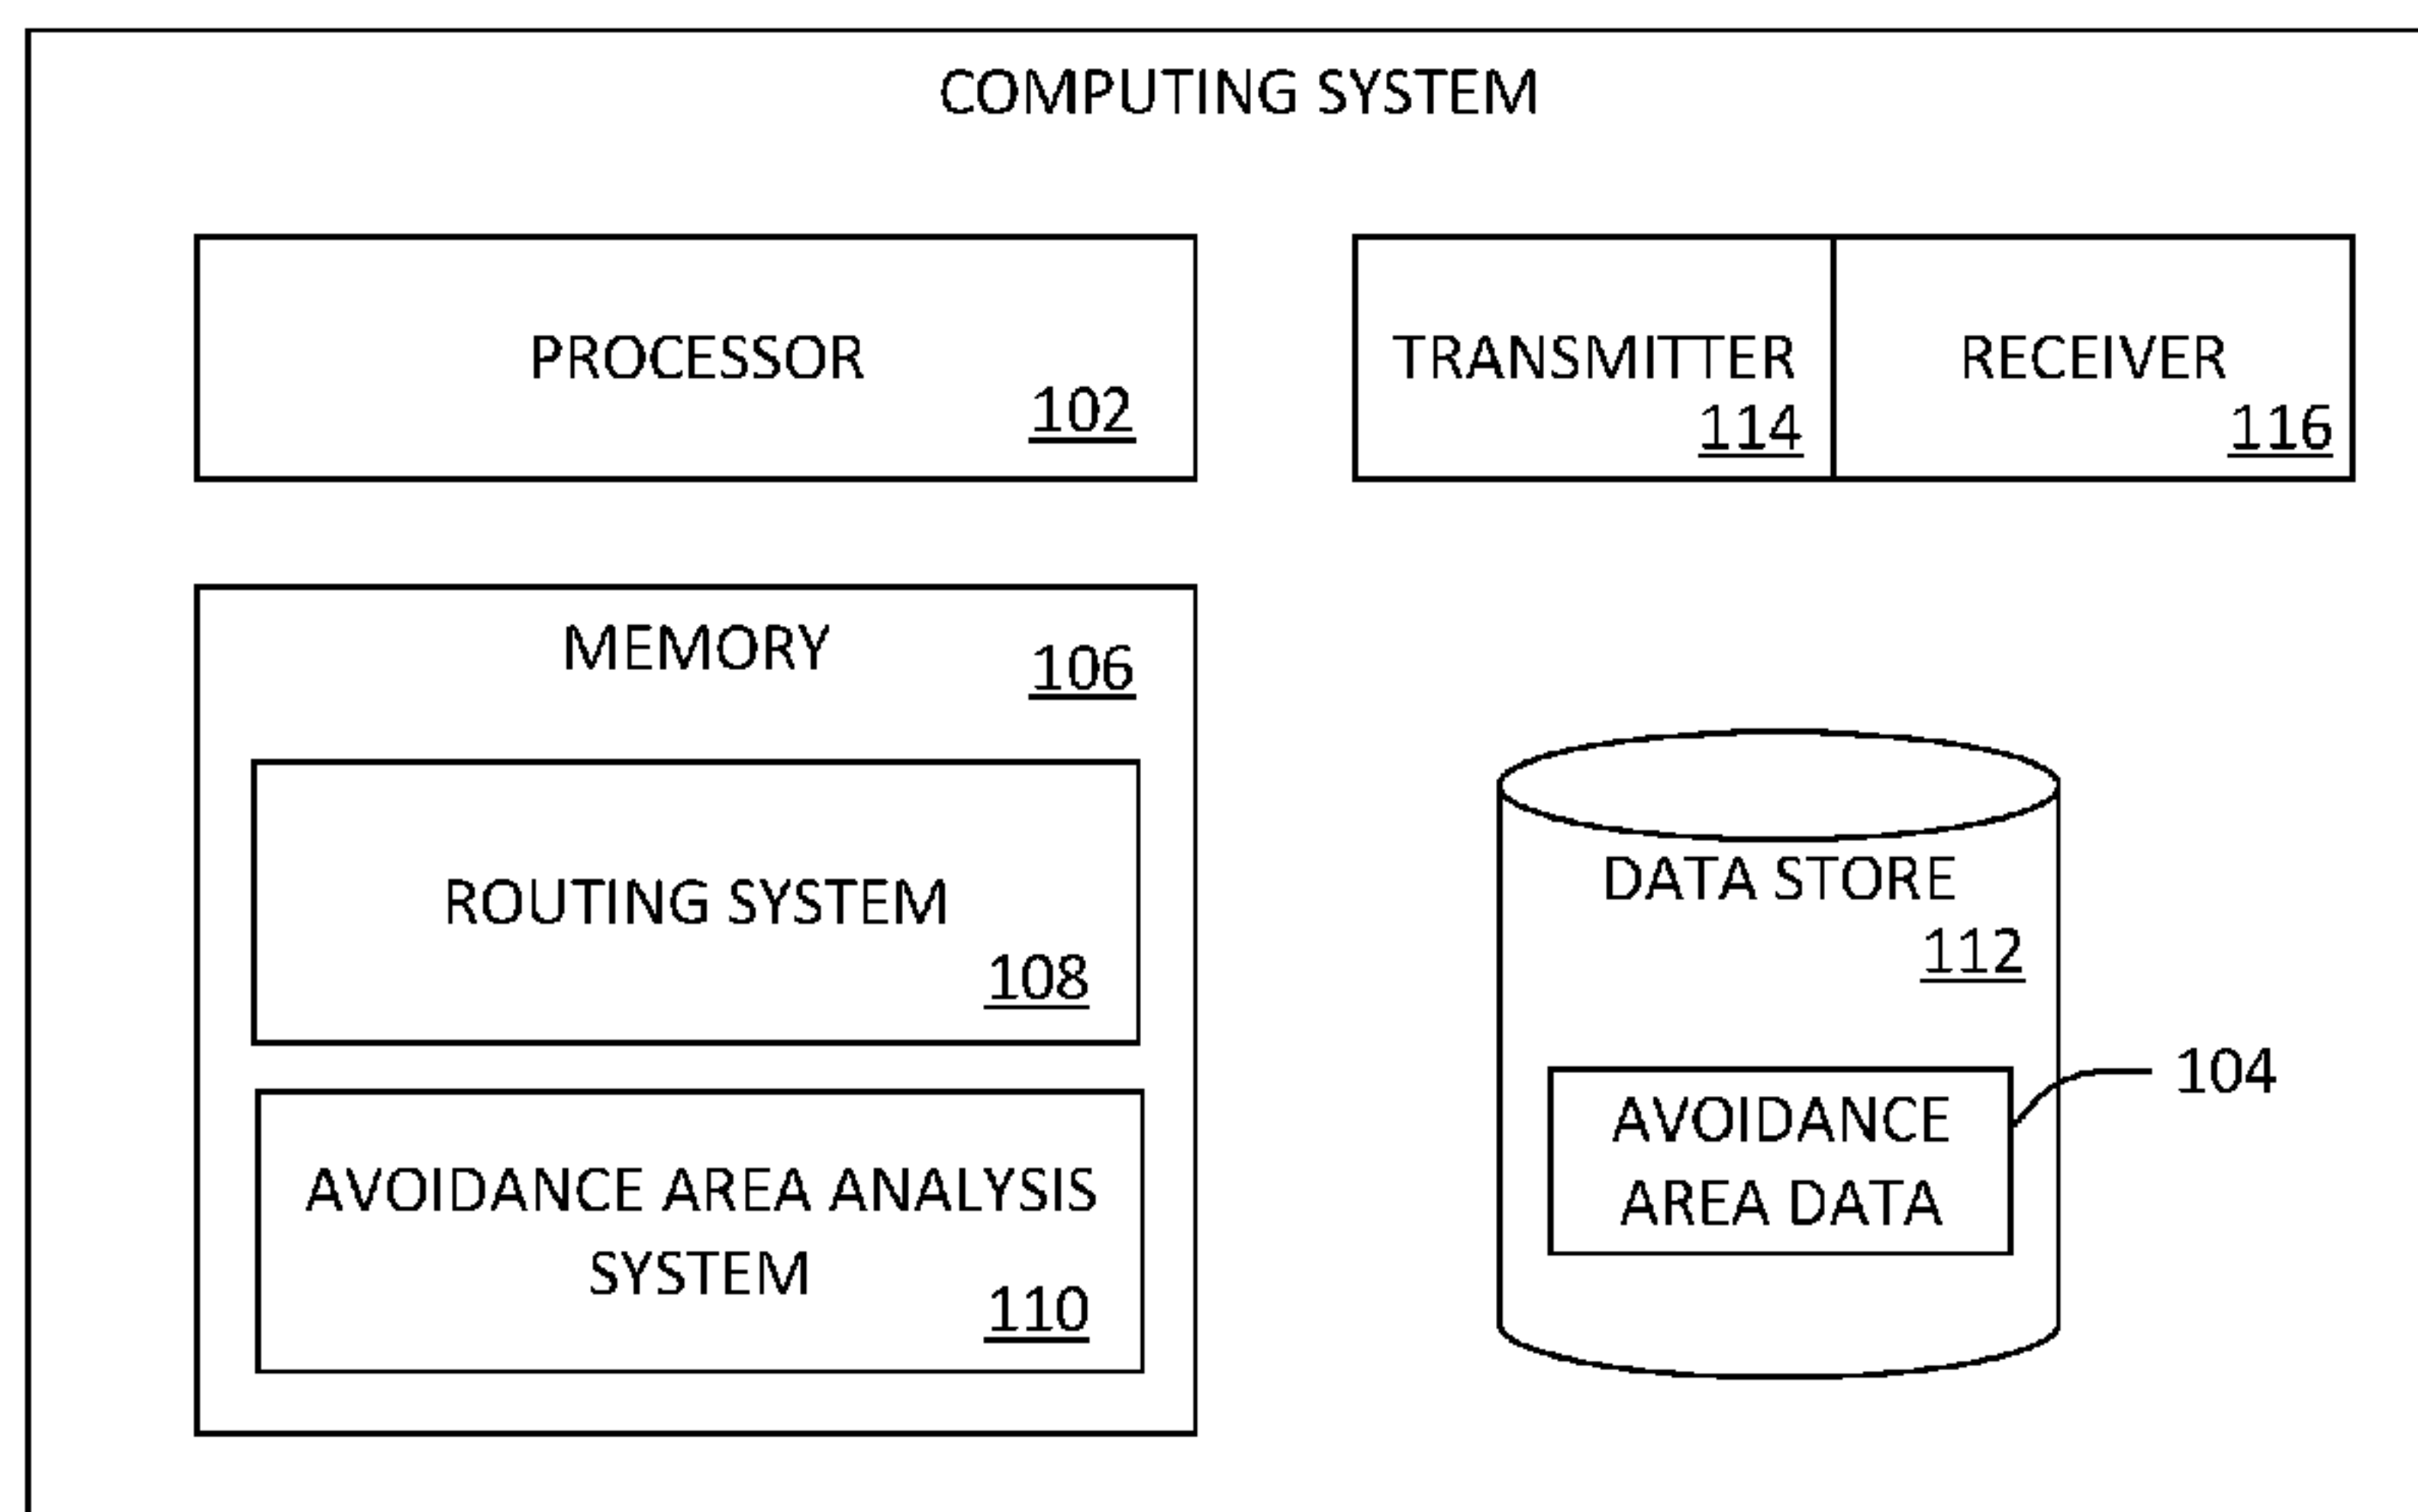 COMPUTING SYSTEM
PROCESSOR
102
TRANSMITTER
114
RECEIVER
116
MEMORY
106
ROUTING SYSTEM
108
AVOIDANCE AREA ANALYSIS
SYSTEM
110
DATA STORE
112
AVOIDANCE
AREA DATA
104